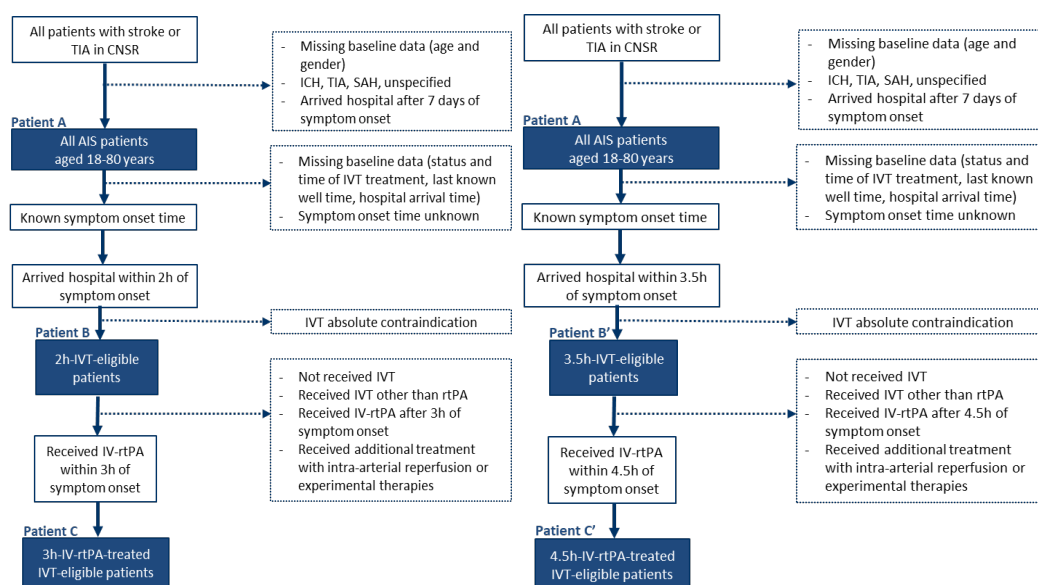 All patients with stroke or
TIA in CNSR
- Missing baseline data (age and
gender)
- ICH, TIA, SAH, unspecified
- Arrived hospital after 7 days of
symptom onset
Patient A
All AIS patients
aged 18-80 years
- Missing baseline data (status and
time of IVT treatment, last known
well time, hospital arrival time)
- Symptom onset time unknown
Known symptom onset time
Arrived hospital within 2h of
symptom onset
IVT absolute contraindication
Patient B
2h-IVT-eligible
patients
- Not received IVT
- Received IVT other than rtPA
- Received IV-rtPA after 3h of
symptom onset
- Received additional treatment
with intra-arterial reperfusion or
experimental therapies
Received IV-rtPA
within 3h of
symptom onset
Patient C
3h-IV-rtPA-treated
IVT-eligible patients
All patients with stroke or
TIA in CNSR
- Missing baseline data (age and
gender)
- ICH, TIA, SAH, unspecified
- Arrived hospital after 7 days of
symptom onset
Patient A
All AIS patients
aged 18-80 years
- Missing baseline data (status and
time of IVT treatment, last known
well time, hospital arrival time)
- Symptom onset time unknown
Known symptom onset time
Arrived hospital within 3.5h
of symptom onset
IVT absolute contraindication
Patient B’
3.5h-IVT-eligible
patients
- Not received IVT
- Received IVT other than rtPA
- Received IV-rtPA after 4.5h of
symptom onset
- Received additional treatment
with intra-arterial reperfusion or
experimental therapies
Received IV-rtPA
within 4.5h
of symptom onset
Patient C’
4.5h-IV-rtPA-treated
IVT-eligible patients